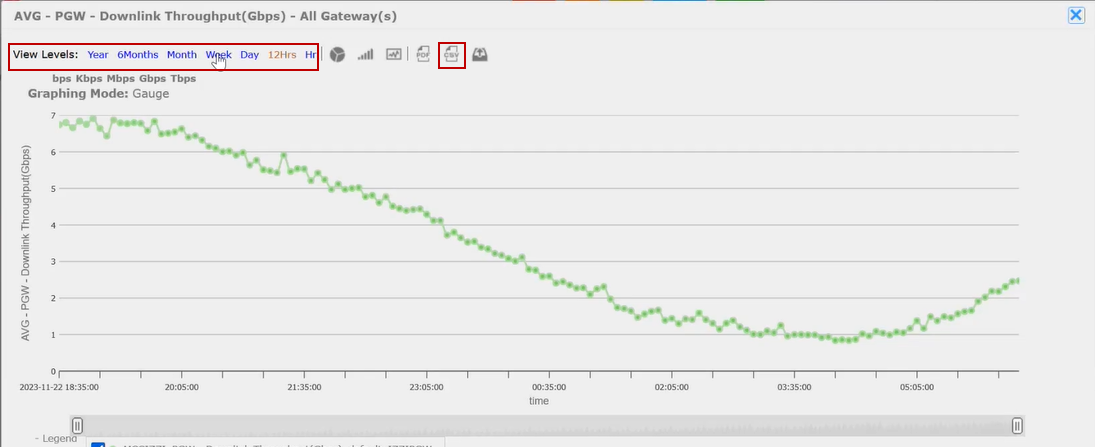 AVG - PGW - Downlink Throughput(Gbps) - All Gateway(s)
View Levels: Year 6Months Month Week Day 12Hrs Hr
PDF CSV
bps Kbps Mbps Gbps Tbps
Graphing Mode: Gauge
AVG - PGW - Downlink Throughput(Gbps)
7
6
5
4
3
2
1
0
2023-11-22 18:35:00 20:05:00 21:35:00 23:05:00 00:35:00 02:05:00 03:35:00 05:05:00
time
- Legend